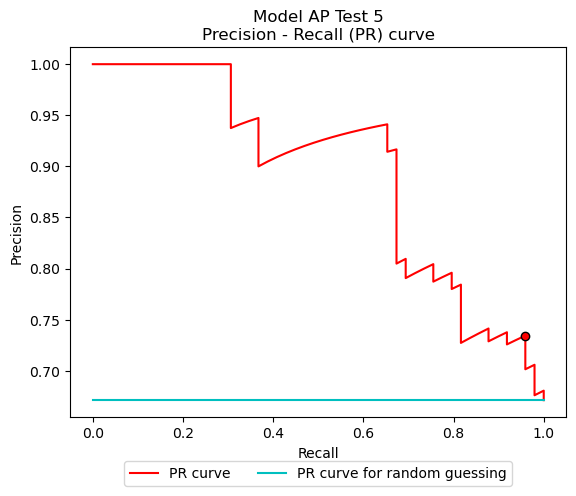 Model AP Test 5
Precision - Recall (PR) curve
1.00
0.95
0.90
0.85
0.80
0.75
0.70
Precision
0.0 0.2 0.4 0.6 0.8 1.0
Recall
PR curve PR curve for random guessing